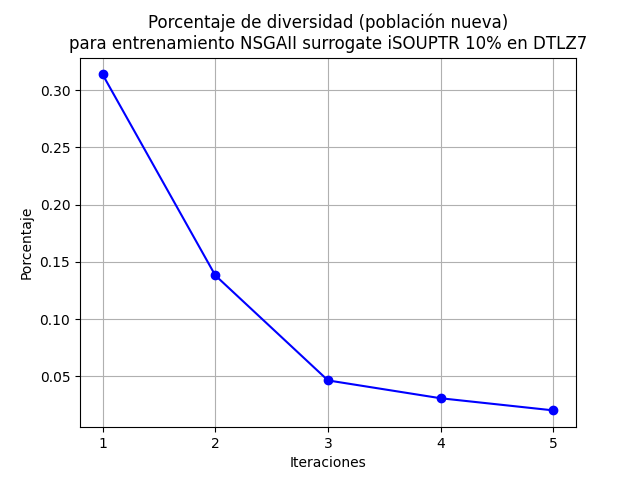 Porcentaje de diversidad (población nueva)
para entrenamiento NSGAII surrogate iSOUPTR 10% en DTLZ7
0.30
0.25
0.20
0.15
0.10
0.05
Porcentaje
1 2 3 4 5
Iteraciones